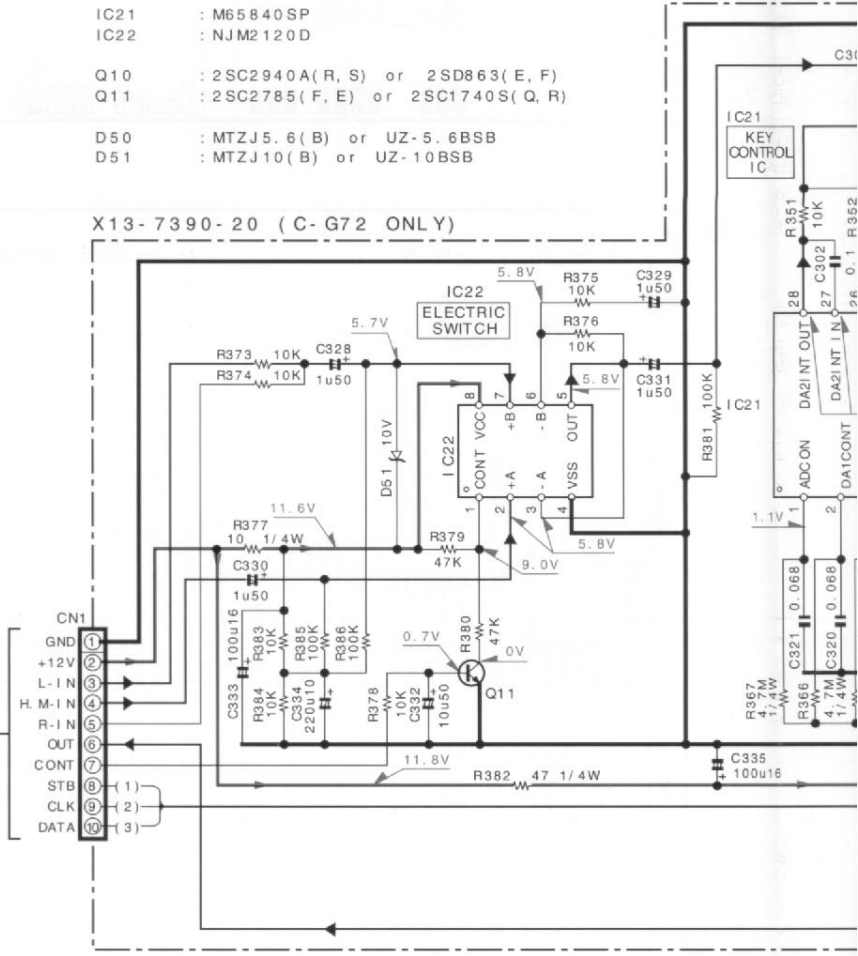 IC21 : M65840SP
IC22 : NJM2120D
Q10 : 2SC2940A(R, S) or 2SD863(E, F)
Q11 : 2SC2785(F, E) or 2SC1740S(Q, R)
D50 : MTZJ5.6(B) or UZ-5.6BSB
D51 : MTZJ10(B) or UZ-10BSB
X13-7390-20 (C-G72 ONLY)
IC21
KEY
CONTROL
IC
R351
10K
R352
C302
0.1
28
27
26
DA2INT OUT
DA2INT IN
IC21
ADCON
DA1CONT
1
2
1.1V
IC22
ELECTRIC
SWITCH
5.8V
R375
10K
C329
1u50
R376
10K
C331
1u50
5.8V
5.7V
R373 10K
R374 10K
C328
1u50
8
7
6
5
VCC
+B
-B
OUT
IC22
CONT
+A
-A
VSS
1
2
3
4
5.8V
R381 100K
D51 10V
11.6V
R377
10 1/4W
R379
47K
9.0V
C330
1u50
R380
47K
0.7V
0V
Q11
CN1
GND 1
+12V 2
L-IN 3
H.M-IN 4
R-IN 5
OUT 6
CONT 7
STB 8 (1)
CLK 9 (2)
DATA 10 (3)
C333 100u16
R383
10K
R384
10K
R385
100K
C334
220u10
R386
100K
R378
10K
C332
10u50
11.8V
R382 47 1/4W
C335
100u16
C321 0.068
C320 0.068
R367
4.7M
1/4W
R366
4.7M
1/4W